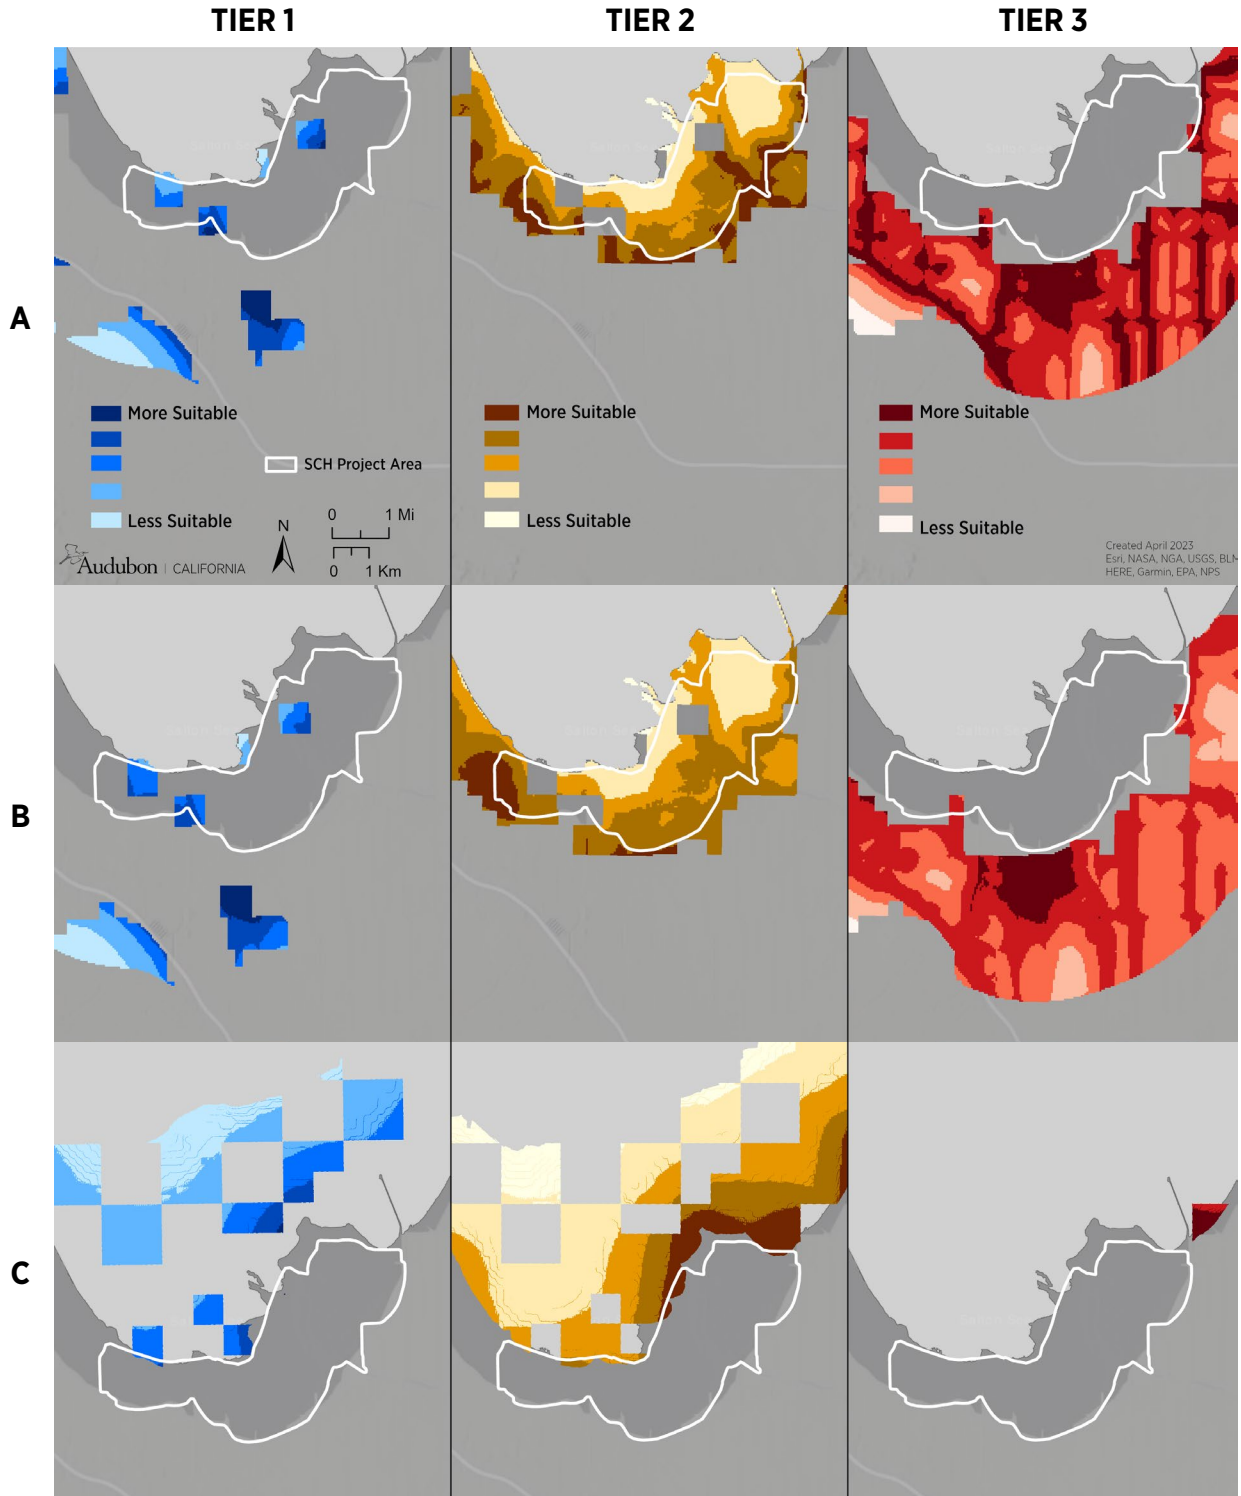 TIER 1
TIER 2
TIER 3
A
More Suitable
Less Suitable
SCH Project Area
N
0 1 Mi
0 1 Km
Audubon | CALIFORNIA
More Suitable
Less Suitable
More Suitable
Less Suitable
Created April 2023
Esri, NASA, NGA, USGS, BLM
HERE, Garmin, EPA, NPS
B
C